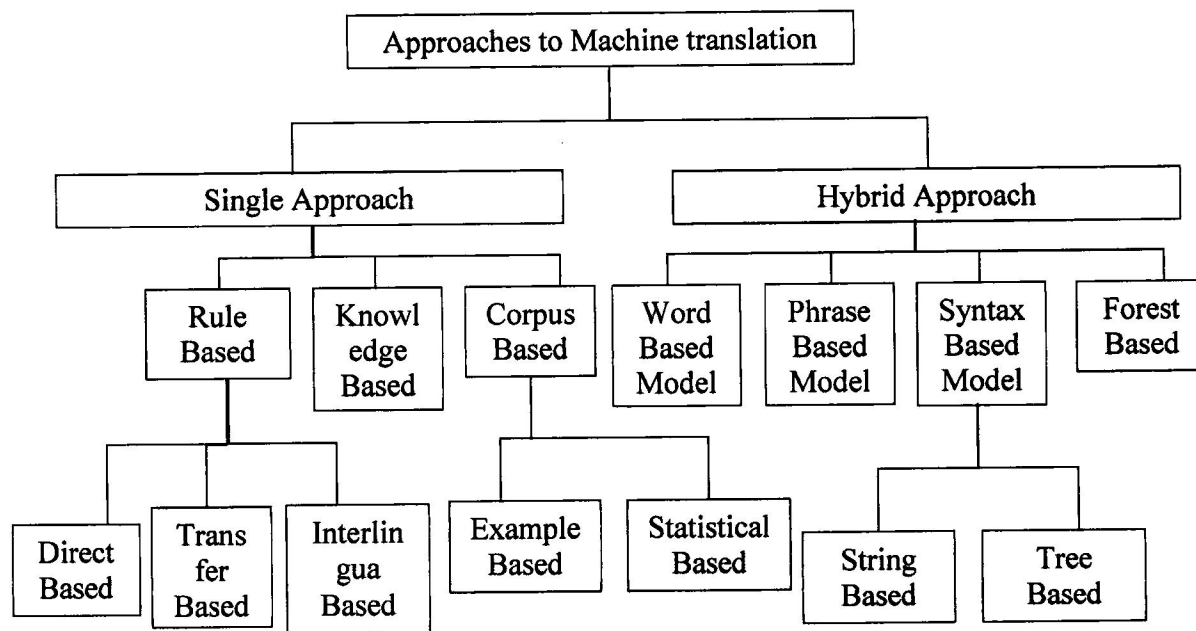 Approaches to Machine translation
Single Approach
Hybrid Approach
Rule
Based
Knowl
edge
Based
Corpus
Based
Word
Based
Model
Phrase
Based
Model
Syntax
Based
Model
Forest
Based
Direct
Based
Trans
fer
Based
Interlin
gua
Based
Example
Based
Statistical
Based
String
Based
Tree
Based